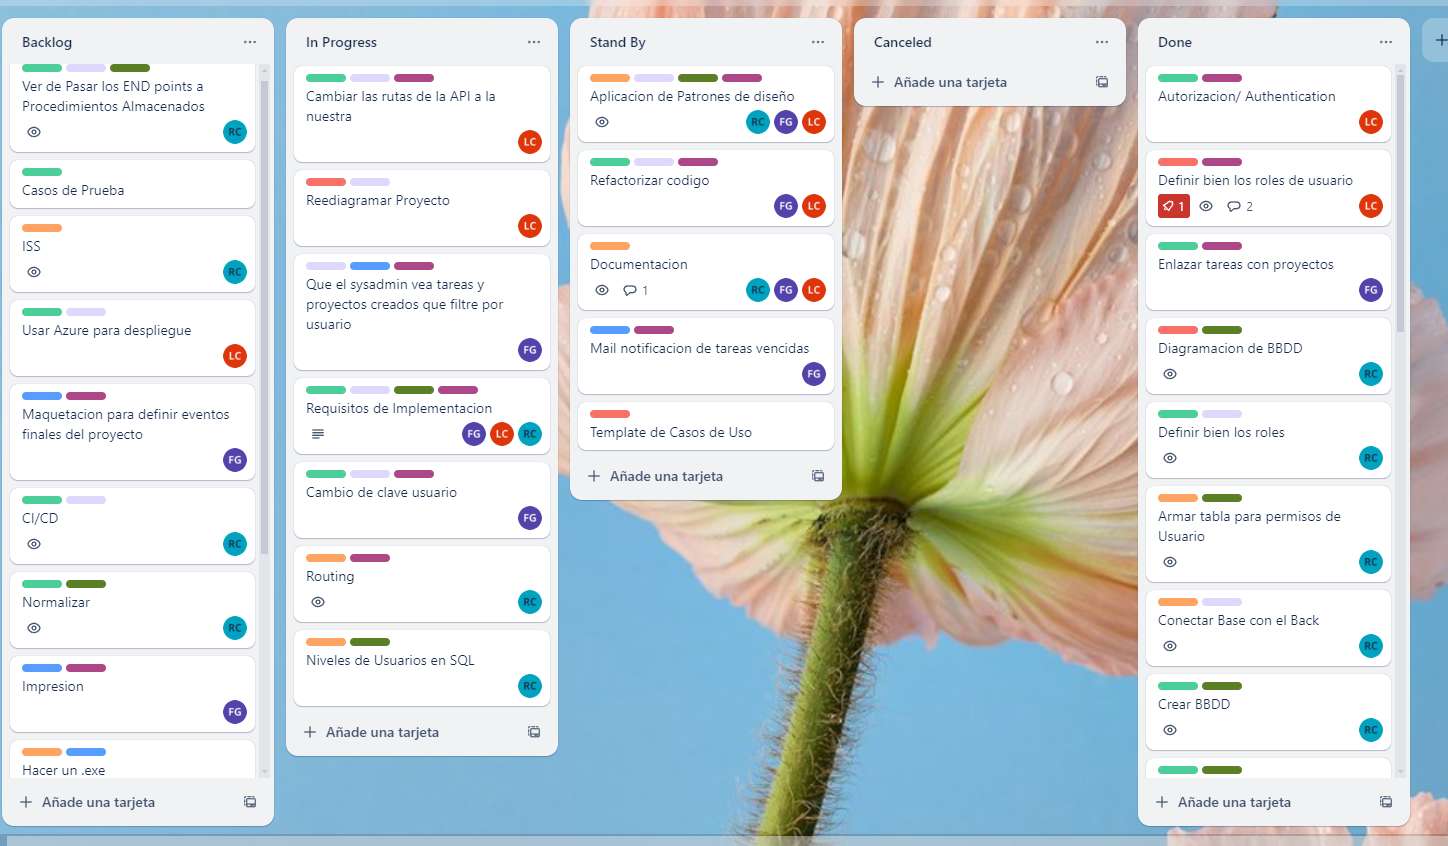 Backlog
Ver de Pasar los END points a
Procedimientos Almacenados
RC
Casos de Prueba
ISS
RC
Usar Azure para despliegue
LC
Maquetacion para definir eventos
finales del proyecto
FG
CI/CD
RC
Normalizar
RC
Impresion
FG
Hacer un .exe
Añade una tarjeta
In Progress
Cambiar las rutas de la API a la
nuestra
LC
Reediagramar Proyecto
LC
Que el sysadmin vea tareas y
proyectos creados que filtre por
usuario
FG
Requisitos de Implementacion
FG LC RC
Cambio de clave usuario
FG
Routing
RC
Niveles de Usuarios en SQL
RC
Añade una tarjeta
Stand By
Aplicacion de Patrones de diseño
RC FG LC
Refactorizar codigo
FG LC
Documentacion
1 RC FG LC
Mail notificacion de tareas vencidas
FG
Template de Casos de Uso
Añade una tarjeta
Canceled
Añade una tarjeta
Done
Autorizacion/ Authentication
LC
Definir bien los roles de usuario
1 2 LC
Enlazar tareas con proyectos
FG
Diagramacion de BBDD
RC
Definir bien los roles
RC
Armar tabla para permisos de
Usuario
RC
Conectar Base con el Back
RC
Crear BBDD
RC
Añade una tarjeta